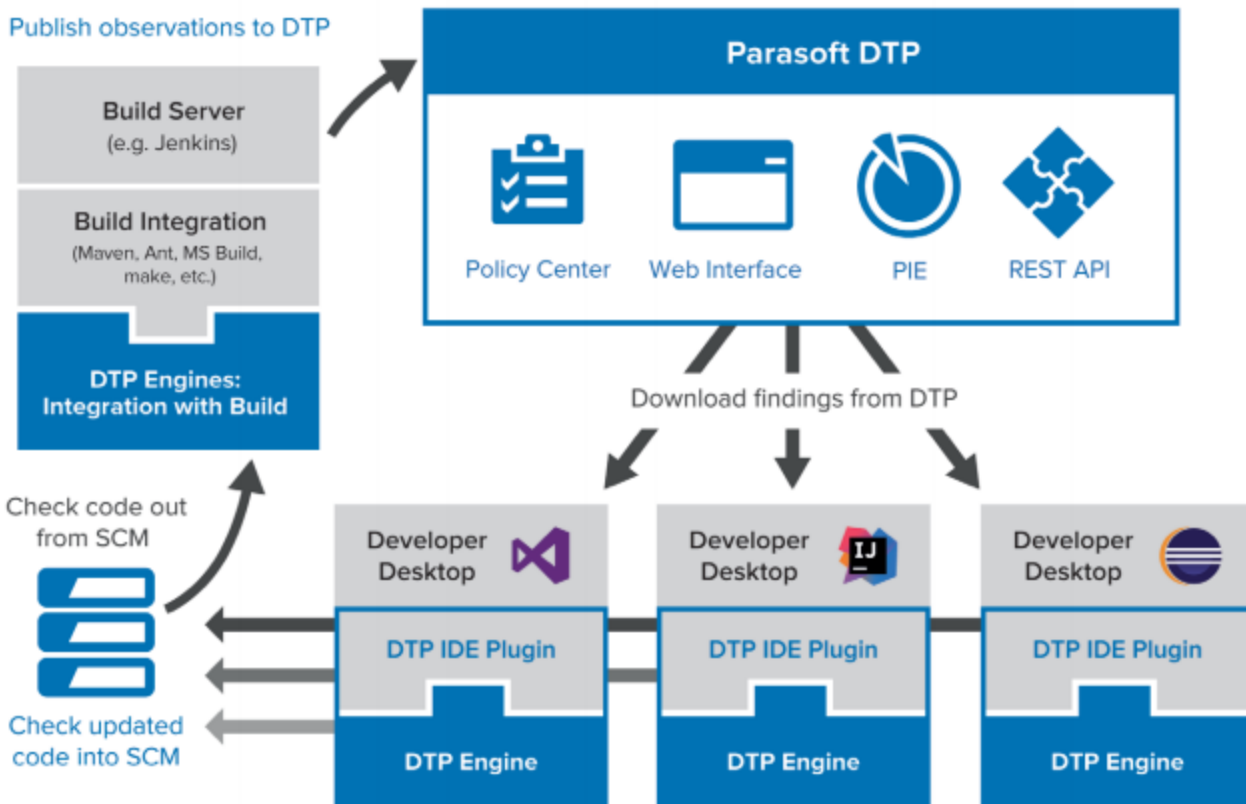 Publish observations to DTP
Build Server
(e.g. Jenkins)
Build Integration
(Maven, Ant, MS Build,
make, etc.)
DTP Engines:
Integration with Build
Check code out
from SCM
Check updated
code into SCM
Parasoft DTP
Policy Center
Web Interface
PIE
REST API
Download findings from DTP
Developer
Desktop
DTP IDE Plugin
DTP Engine
Developer
Desktop
IJ
DTP IDE Plugin
DTP Engine
Developer
Desktop
DTP IDE Plugin
DTP Engine